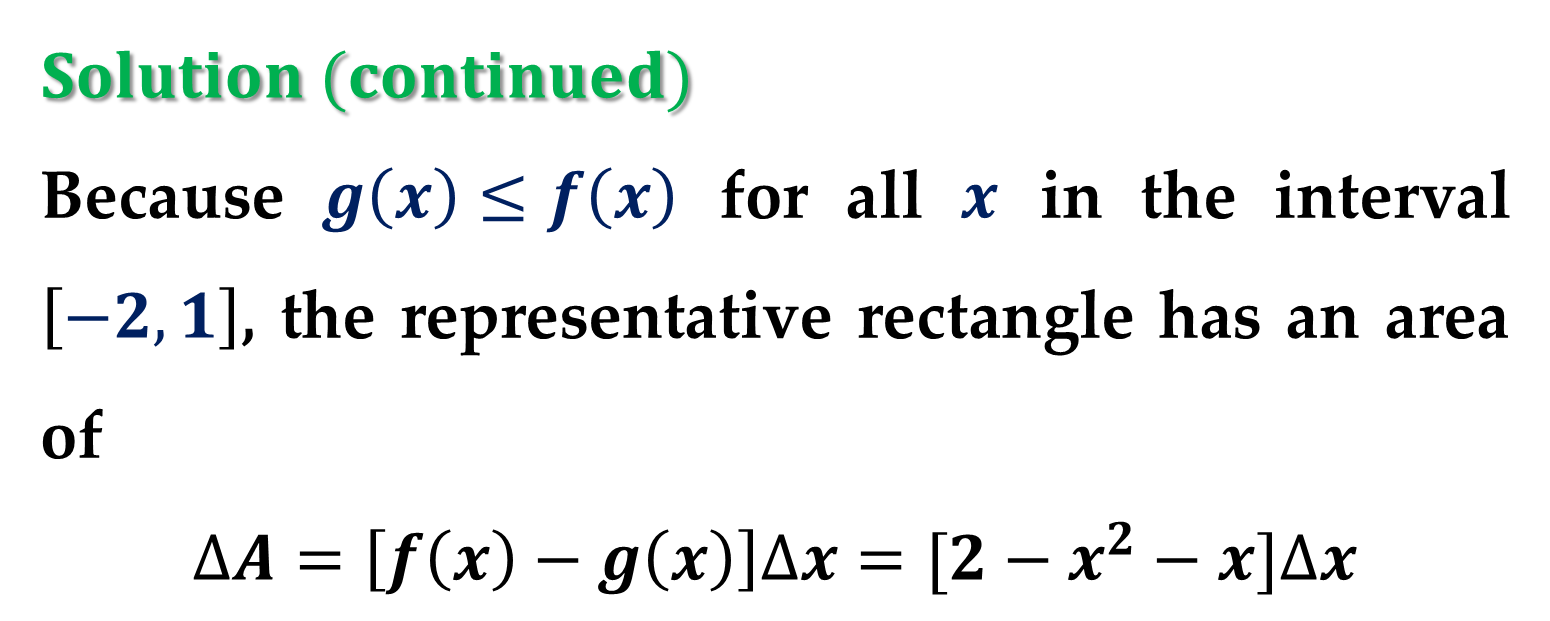 Solution (continued)
Because g(x) ≤ f(x) for all x in the interval
[−2, 1], the representative rectangle has an area
of
ΔA = [f(x) − g(x)]Δx = [2 − x² − x]Δx